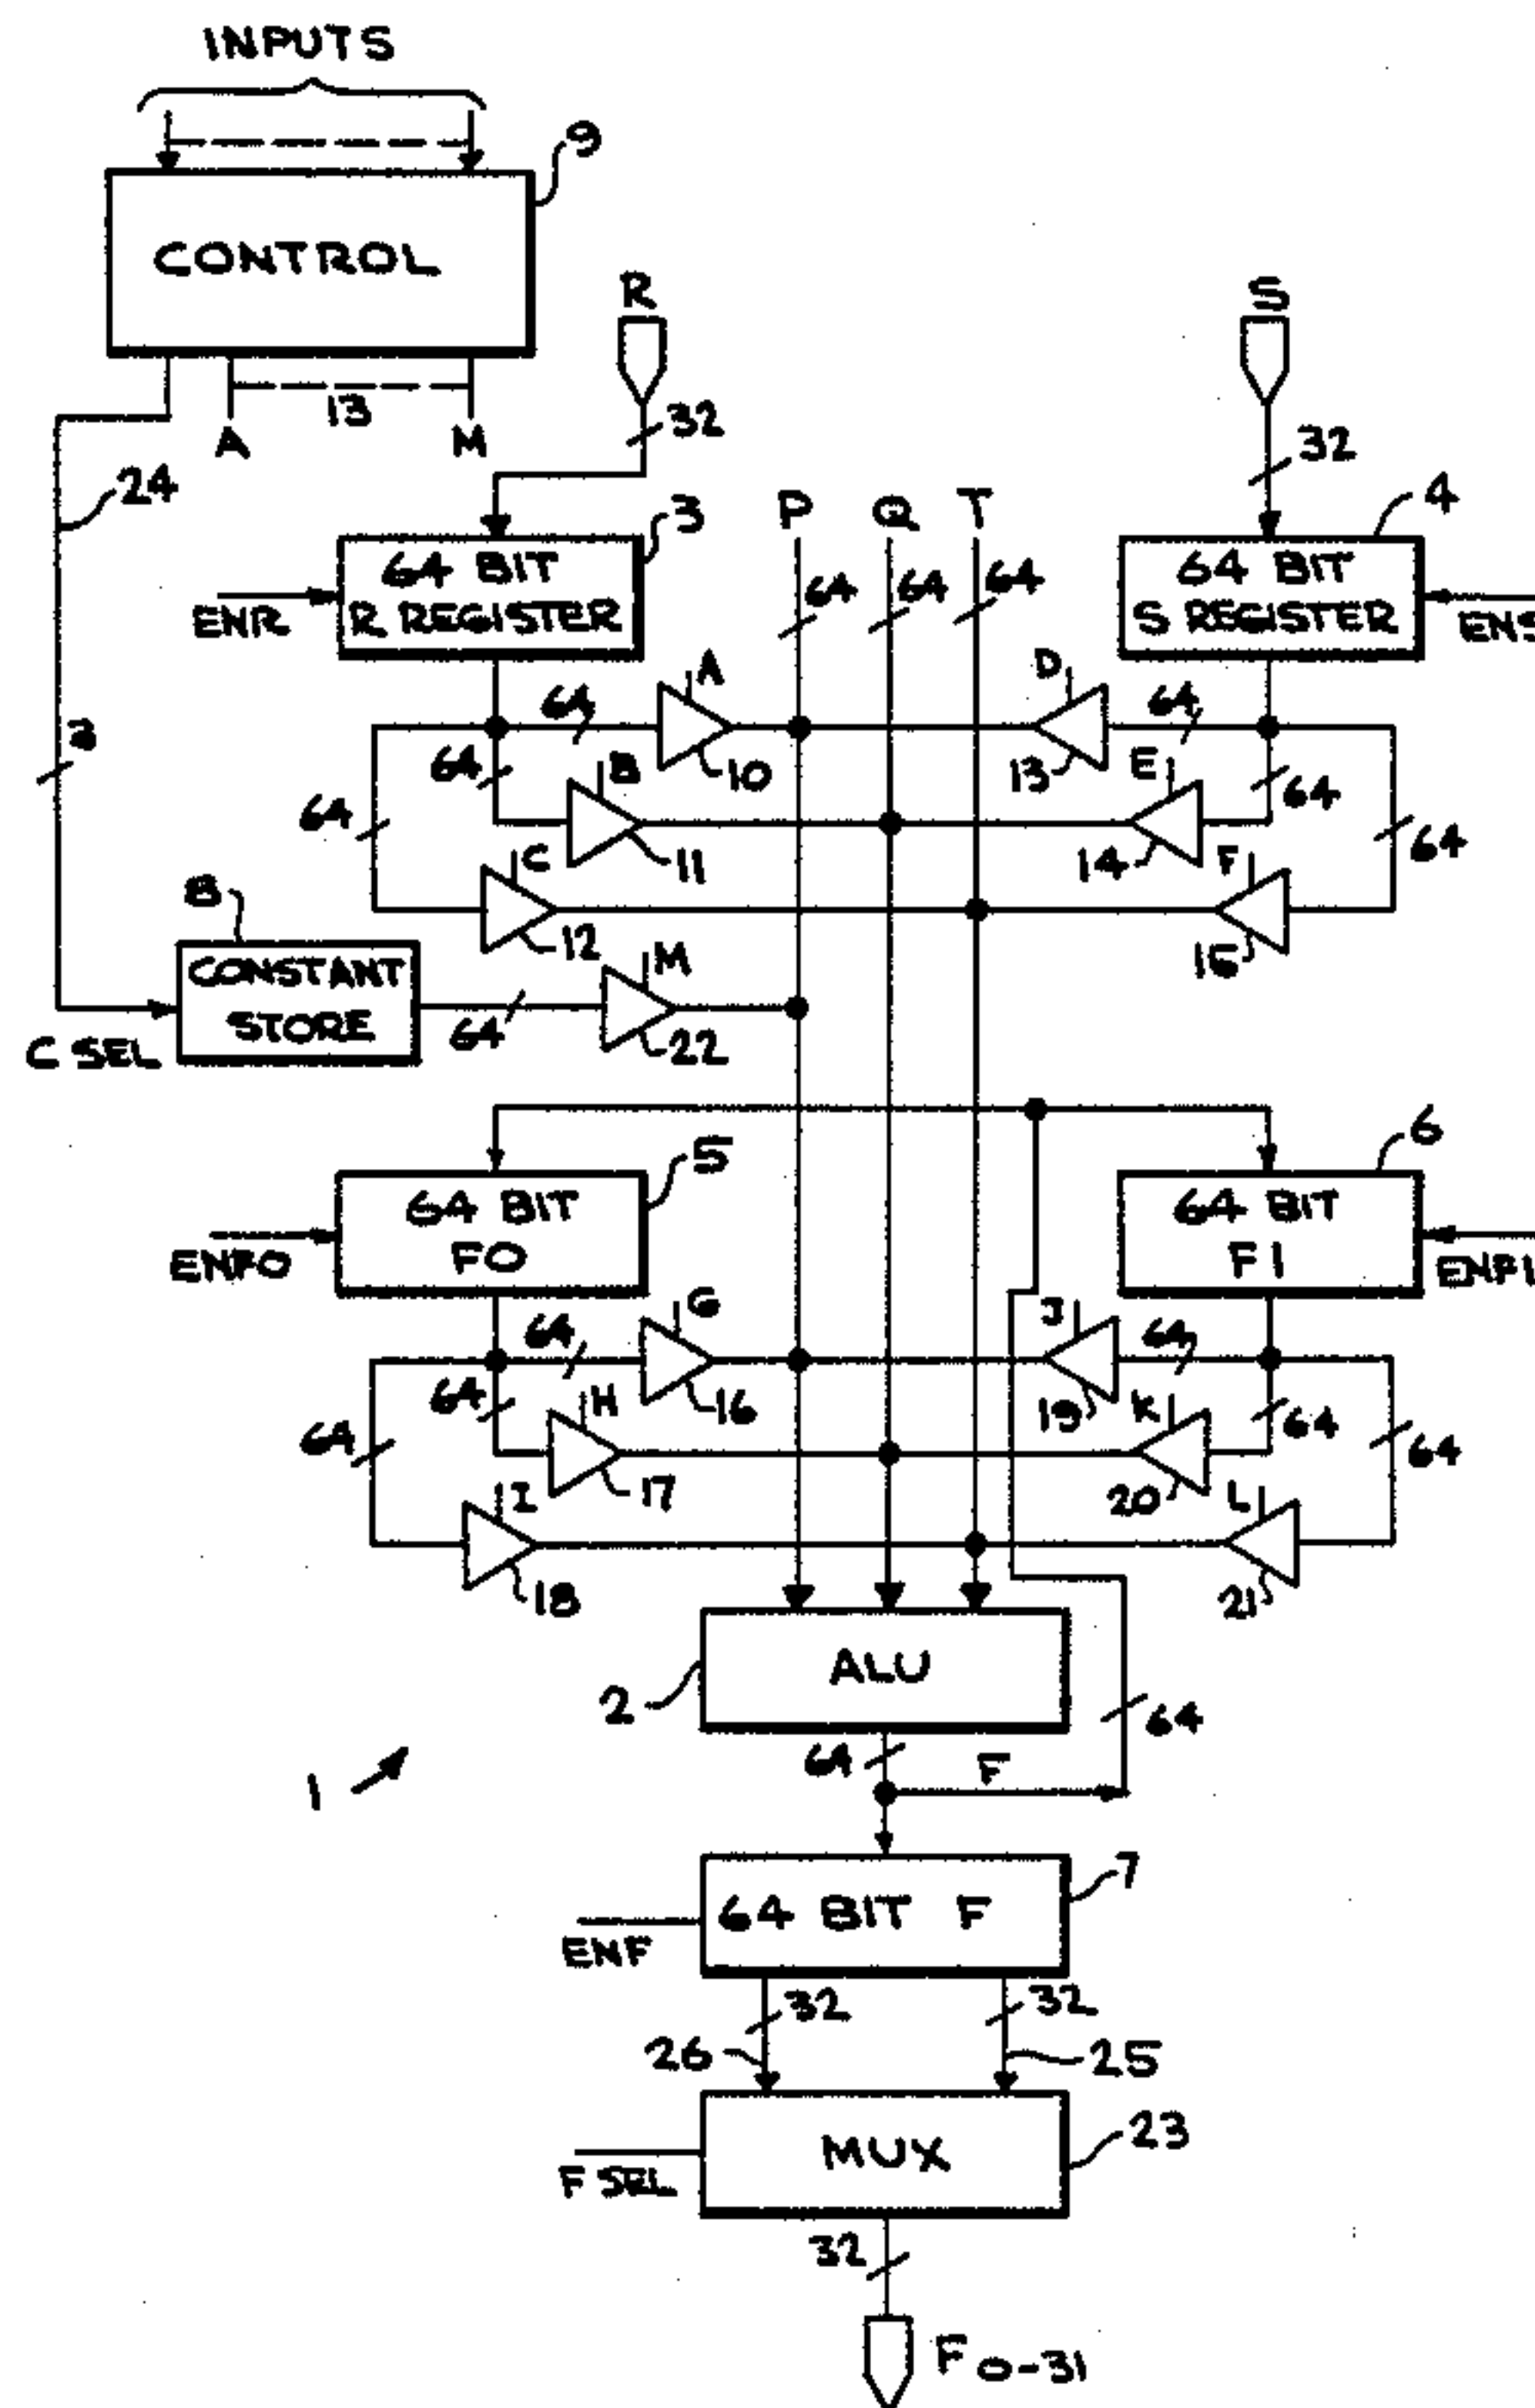 INPUTS
9
CONTROL
R
S
13
A
M
32
32
24
P
Q
T
3
4
64 BIT
R REGISTER
64
64
64
64 BIT
S REGISTER
ENR
ENS
A
D
64
64
64
B
10
13
E
64
64
C
11
14
F
64
8
12
15
CONSTANT
STORE
M
64
22
C SEL
5
6
64 BIT
F0
64 BIT
F1
ENF0
ENF1
G
J
64
64
64
H
16
19
K
64
64
I
17
20
L
64
18
21
ALU
2
64
64
F
1
7
64 BIT F
ENF
32
32
26
25
MUX
23
F SEL
32
F0-31